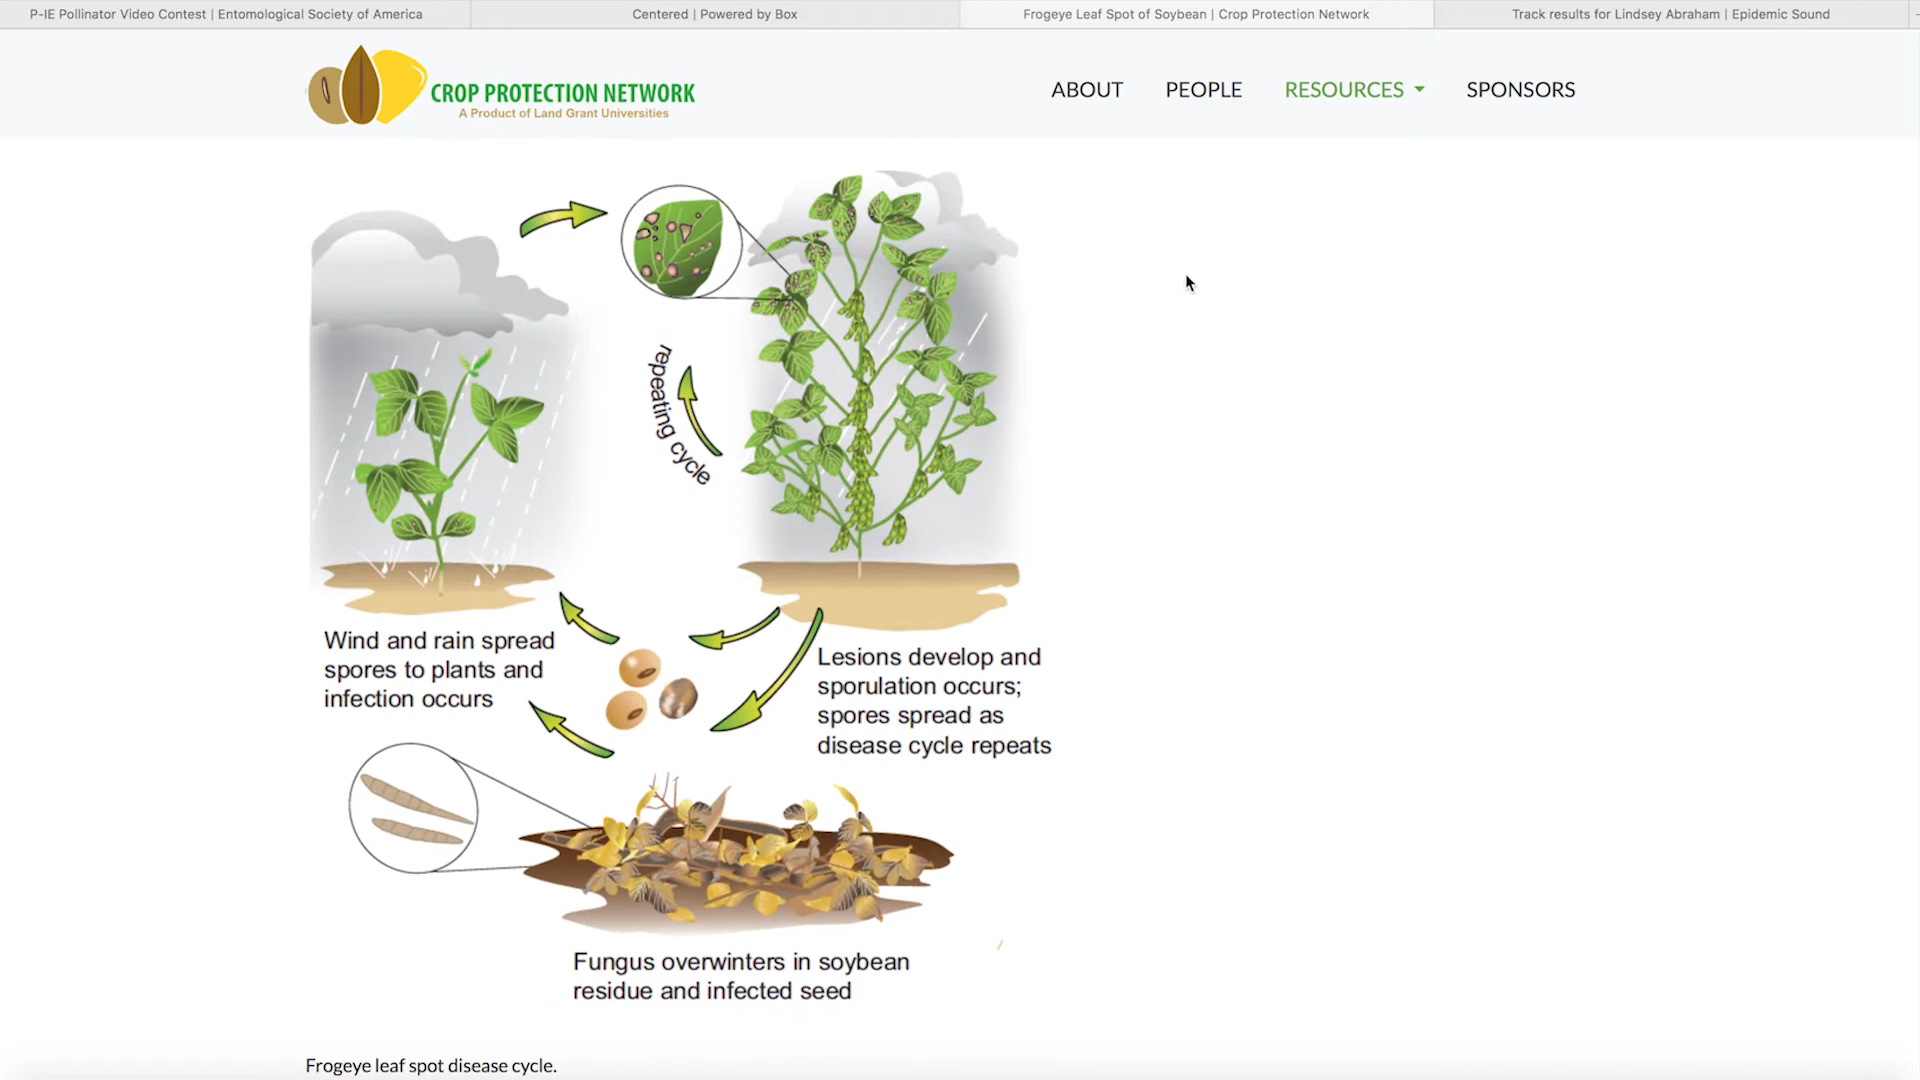 P-IE Pollinator Video Contest | Entomological Society of America
Centered | Powered by Box
Frogeye Leaf Spot of Soybean | Crop Protection Network
Track results for Lindsey Abraham | Epidemic Sound
CROP PROTECTION NETWORK
A Product of Land Grant Universities
ABOUT
PEOPLE
RESOURCES
SPONSORS
repeating cycle
Wind and rain spread
spores to plants and
infection occurs
Lesions develop and
sporulation occurs;
spores spread as
disease cycle repeats
Fungus overwinters in soybean
residue and infected seed
Frogeye leaf spot disease cycle.